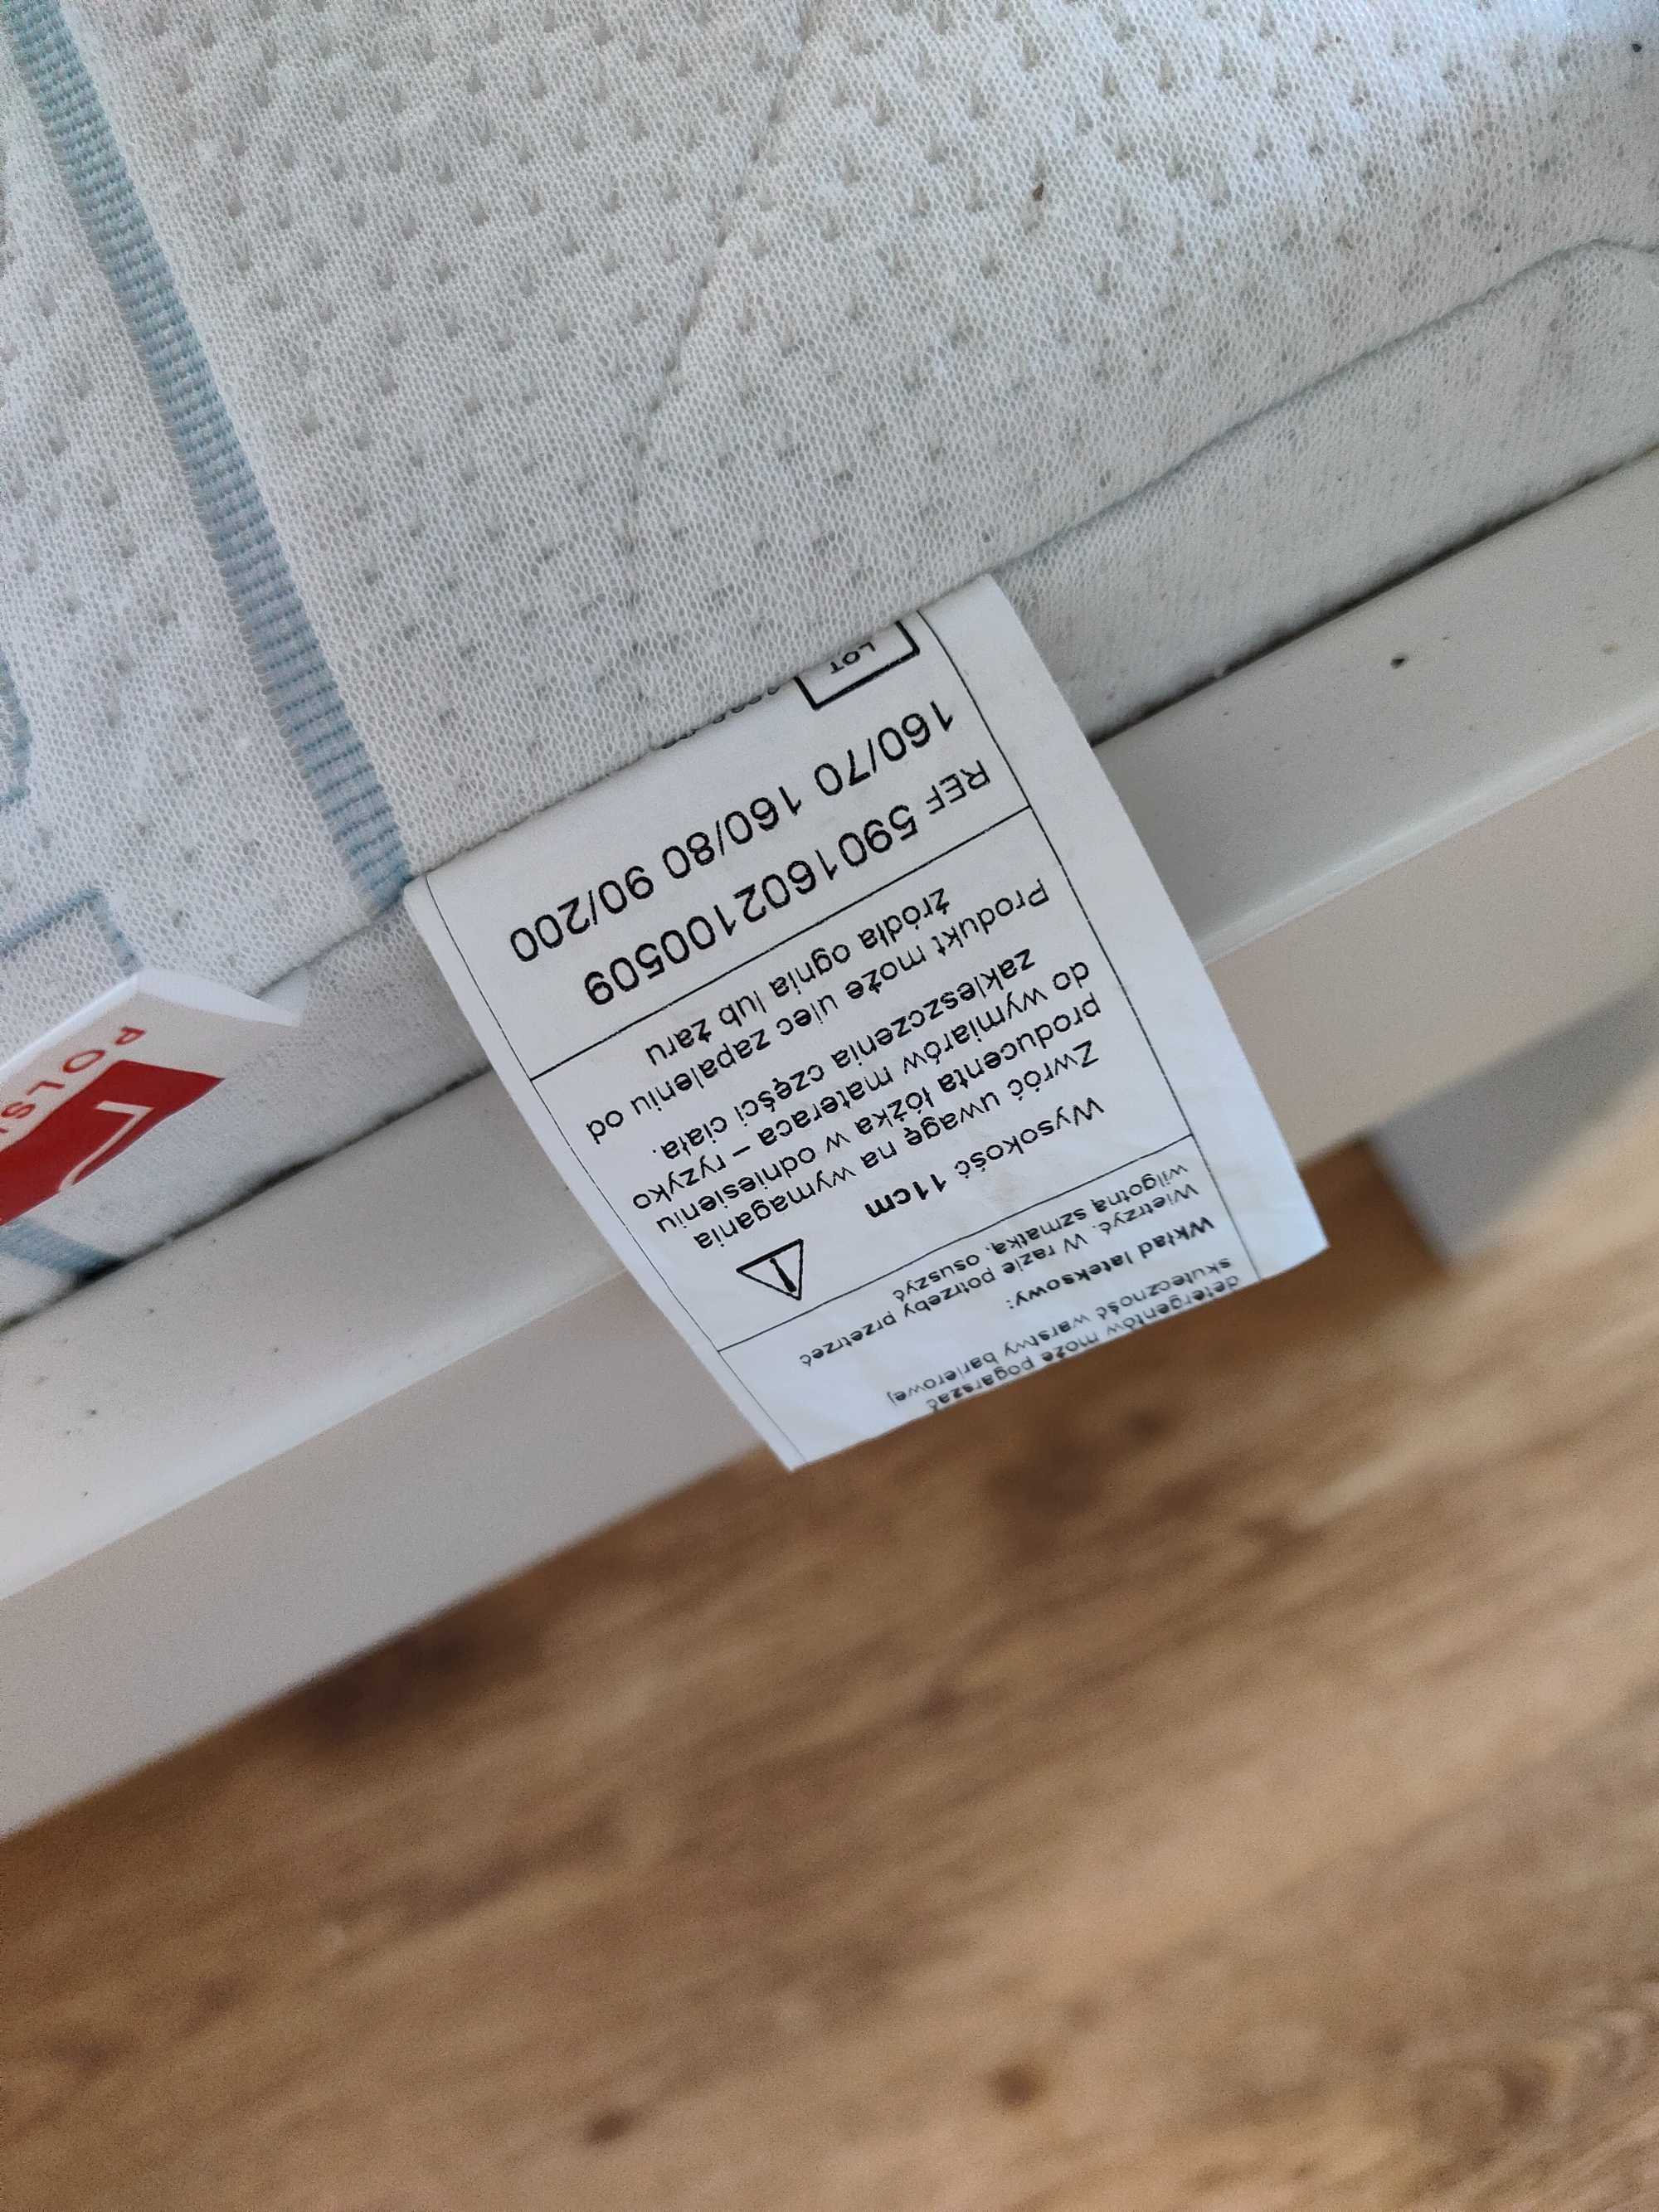 detergentów może pogarszać
skuteczność warstwy barierowej
Wkład lateksowy:
Wietrzyć. W razie potrzeby przetrzeć
wilgotną szmatką, osuszyć
Wysokość 11cm
Zwróć uwagę na wymagania
producenta łóżka w odniesieniu
do wymiarów materaca – ryzyko
zakleszczenia części ciała.
Produkt może ulec zapaleniu od
źródła ognia lub żaru
REF 5901602100509
160/70 160/80 90/200
LOT